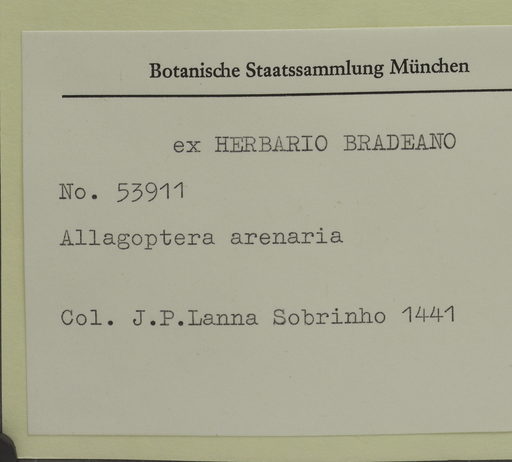 Botanische Staatssammlung München
ex HERBARIO BRADEANO
No. 53911
Allagoptera arenaria
Col. J.P.Lanna Sobrinho 1441